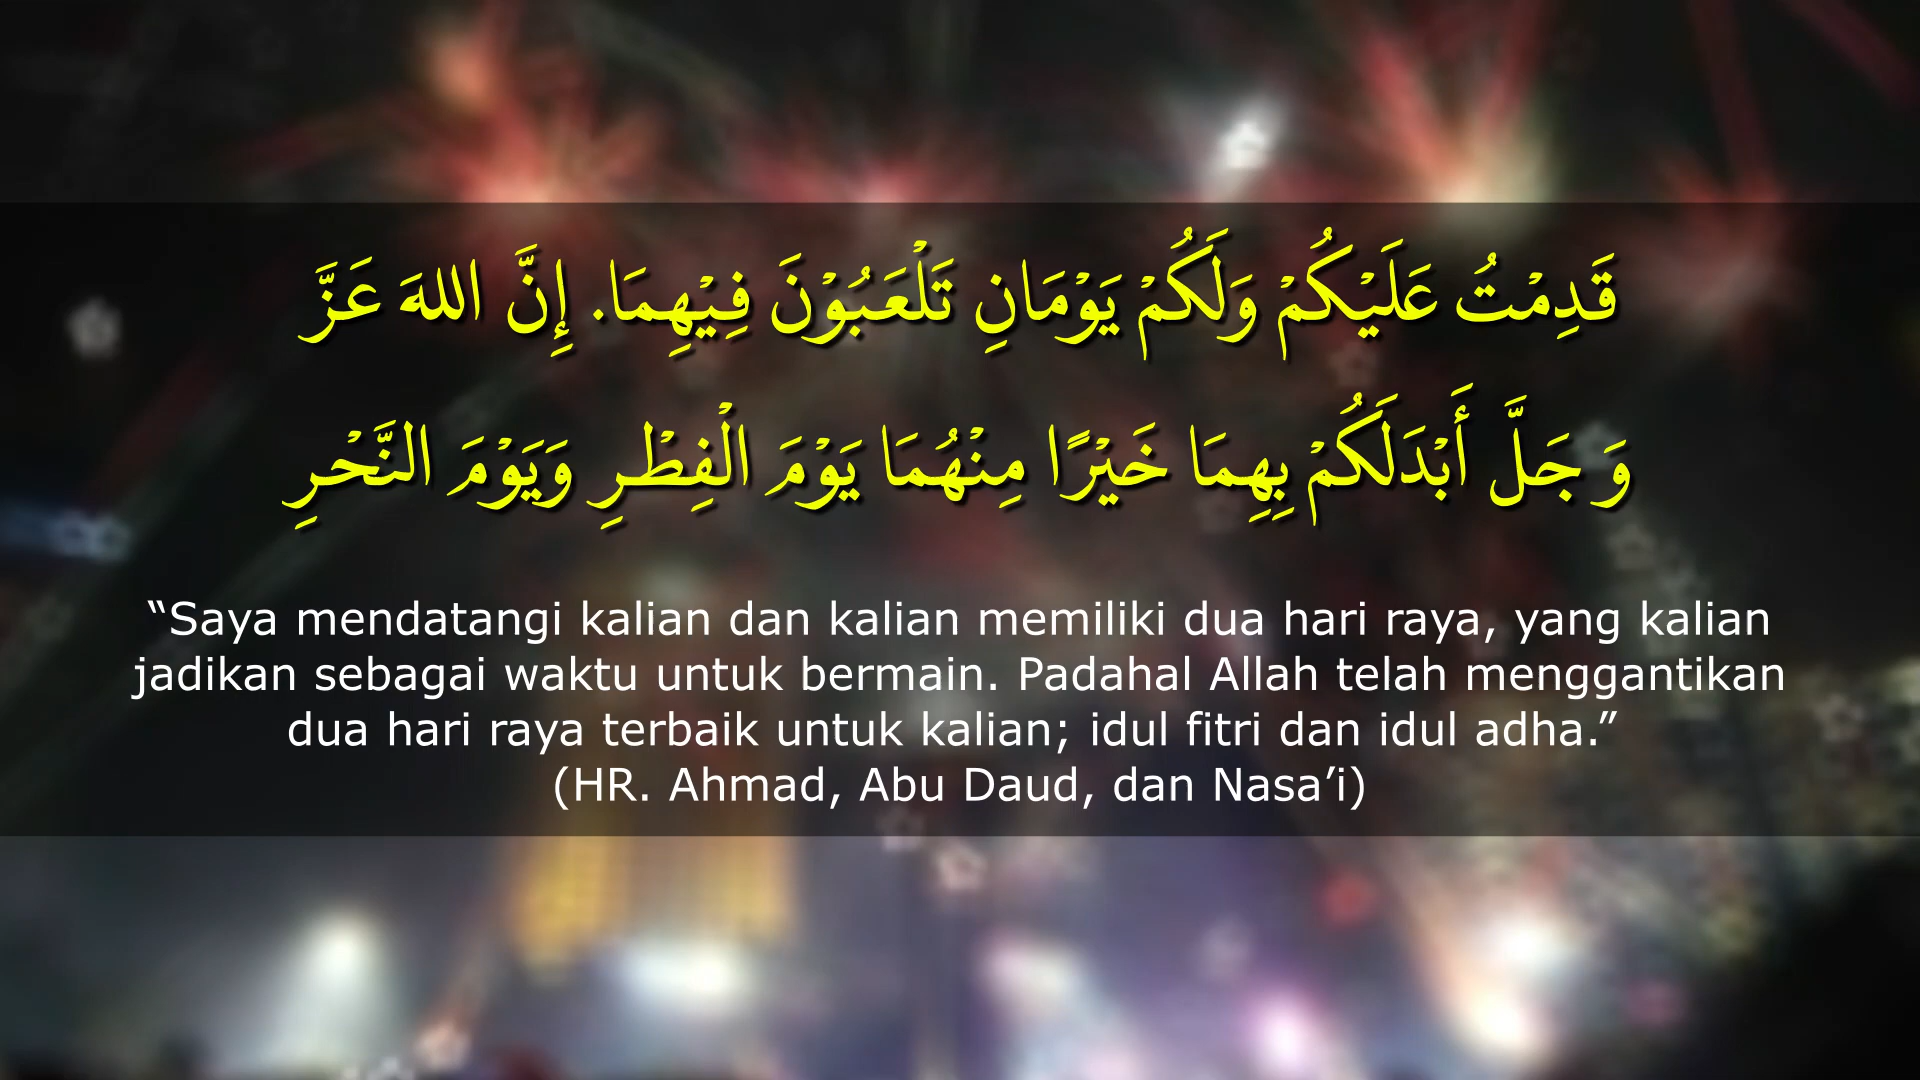 قَدِمْتُ عَلَيْكُمْ وَلَكُمْ يَوْمَانِ تَلْعَبُوْنَ فِيْهِمَا. إِنَّ اللهَ عَزَّ
وَ جَلَّ أَبْدَلَكُمْ بِهِمَا خَيْرًا مِنْهُمَا يَوْمَ الْفِطْرِ وَيَوْمَ النَّحْرِ
“Saya mendatangi kalian dan kalian memiliki dua hari raya, yang kalian
jadikan sebagai waktu untuk bermain. Padahal Allah telah menggantikan
dua hari raya terbaik untuk kalian; idul fitri dan idul adha.”
(HR. Ahmad, Abu Daud, dan Nasa’i)